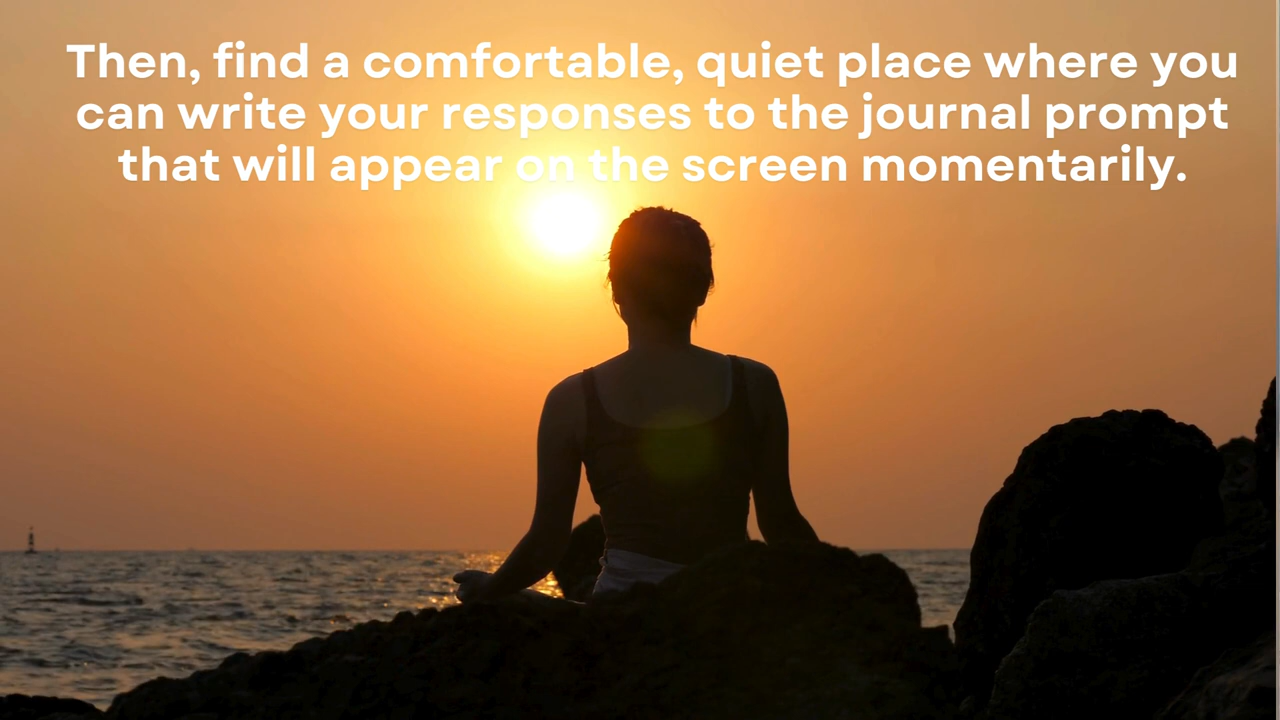 Then, find a comfortable, quiet place where you
can write your responses to the journal prompt
that will appear on the screen momentarily.